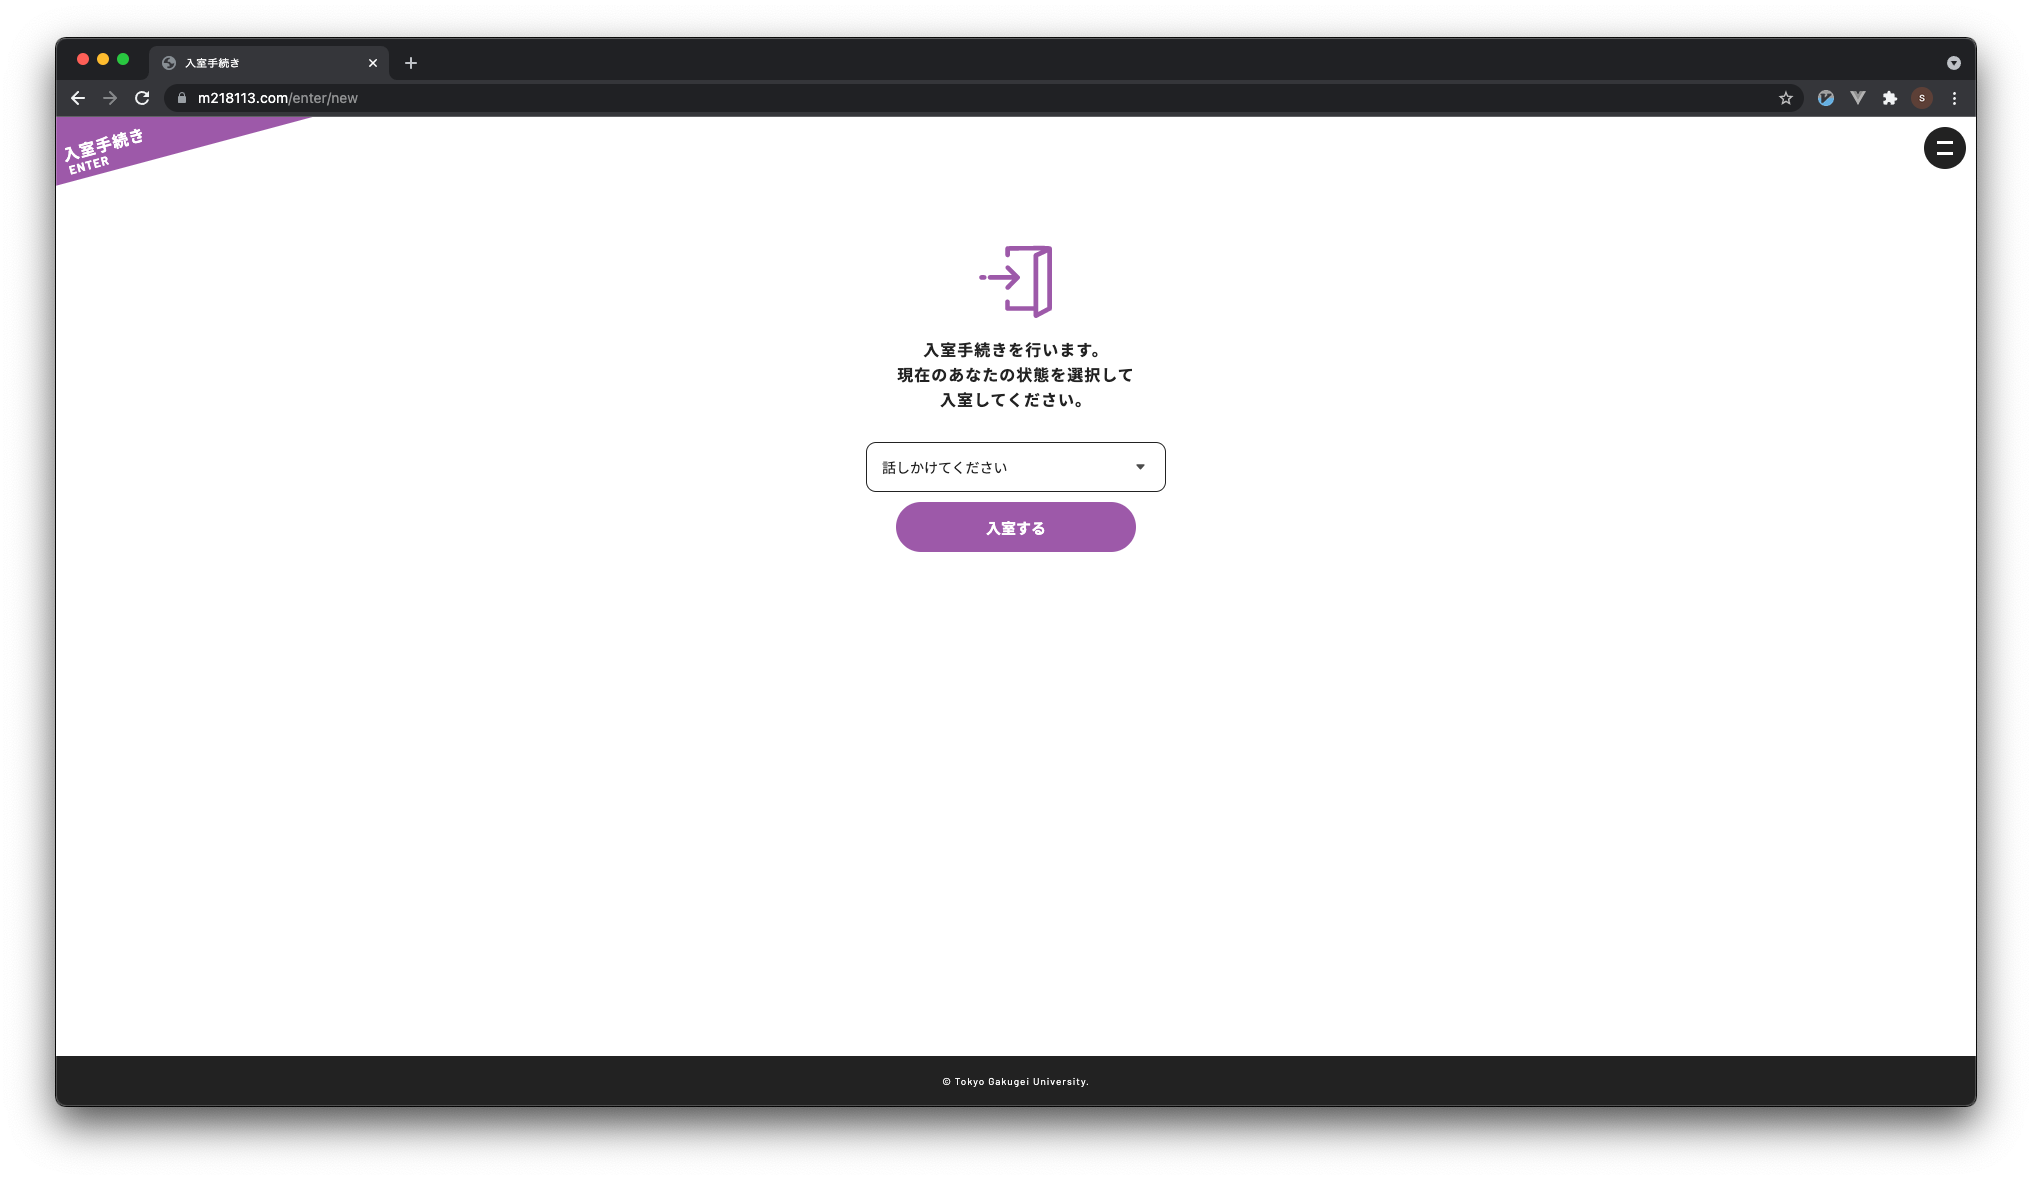 入室手続き
m218113.com/enter/new
S
入室手続き
ENTER
入室手続きを行います。
現在のあなたの状態を選択して
入室してください。
話しかけてください
入室する
© Tokyo Gakugei University.